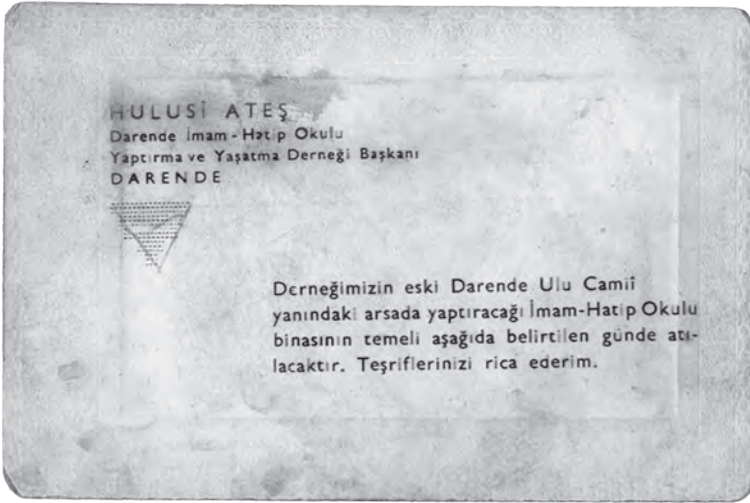 HULUSİ ATEŞ
Darende İmam - Hatip Okulu
Yaptırma ve Yaşatma Derneği Başkanı
DARENDE
Derneğimizin eski Darende Ulu Camiî
yanındaki arsada yaptıracağı İmam-Hatip Okulu
binasının temeli aşağıda belirtilen günde atı-
lacaktır. Teşriflerinizi rica ederim.